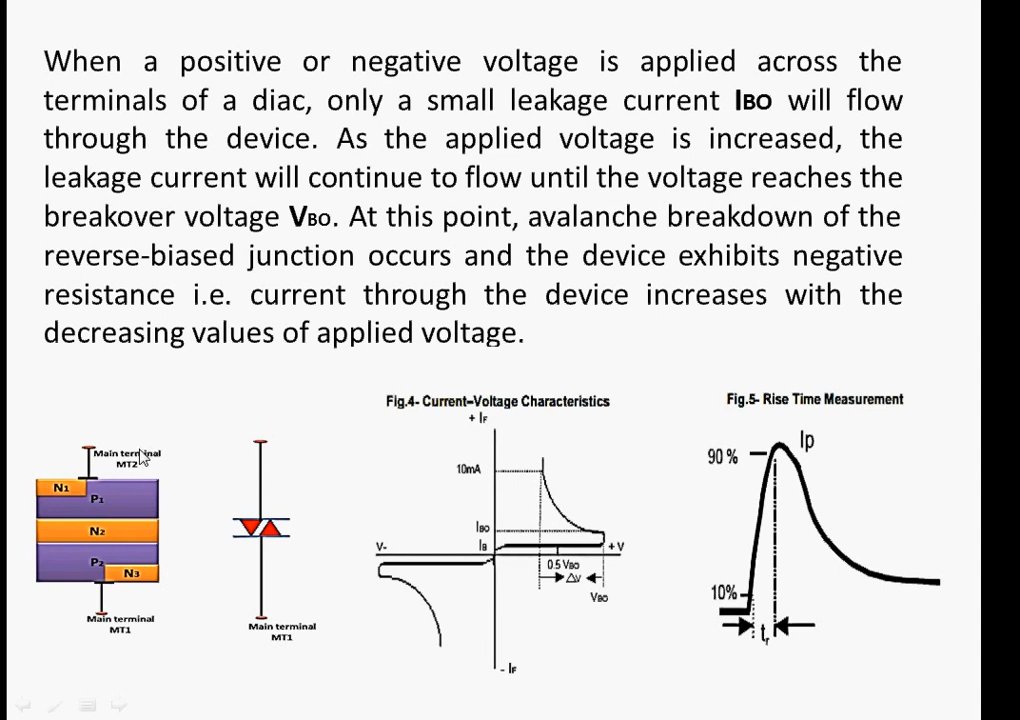 When a positive or negative voltage is applied across the
terminals of a diac, only a small leakage current IBO will flow
through the device. As the applied voltage is increased, the
leakage current will continue to flow until the voltage reaches the
breakover voltage VBO. At this point, avalanche breakdown of the
reverse-biased junction occurs and the device exhibits negative
resistance i.e. current through the device increases with the
decreasing values of applied voltage.
Main terminal
MT2
N1
P1
N2
P2
N3
Main terminal
MT1
Main terminal
MT1
Fig.4- Current-Voltage Characteristics
+ IF
10mA
IBO
IB
V-
+ V
0.5 VBO
ΔV
VBO
- IF
Fig.5- Rise Time Measurement
Ip
90 %
10%
tr